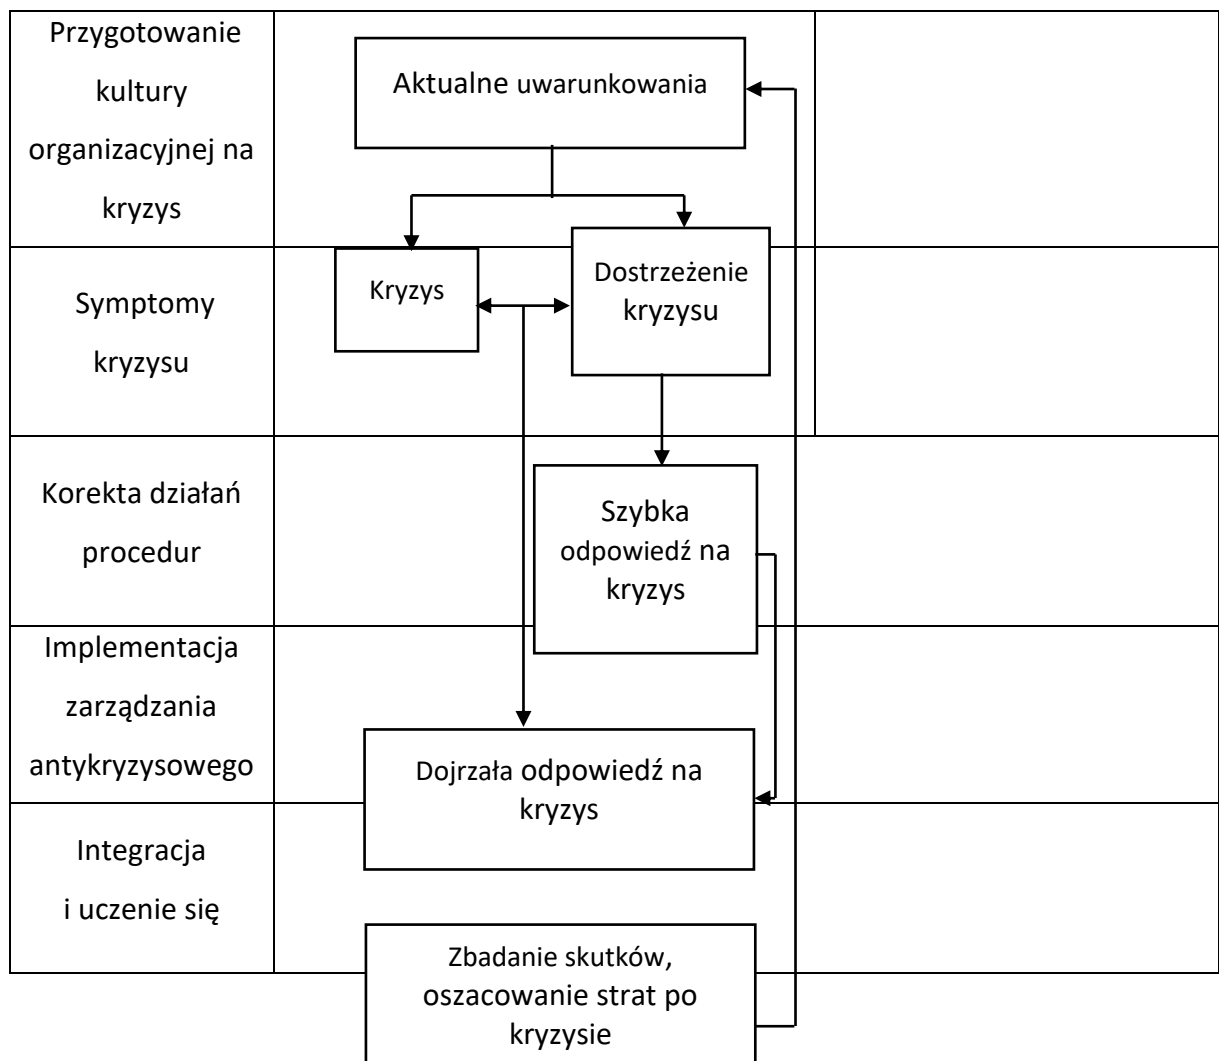 Przygotowanie
kultury
organizacyjnej na
kryzys
Aktualne uwarunkowania
Symptomy
kryzysu
Kryzys
Dostrzeżenie
kryzysu
Korekta działań
procedur
Szybka
odpowiedź na
kryzys
Implementacja
zarządzania
antykryzysowego
Dojrzała odpowiedź na
kryzys
Integracja
i uczenie się
Zbadanie skutków,
oszacowanie strat po
kryzysie